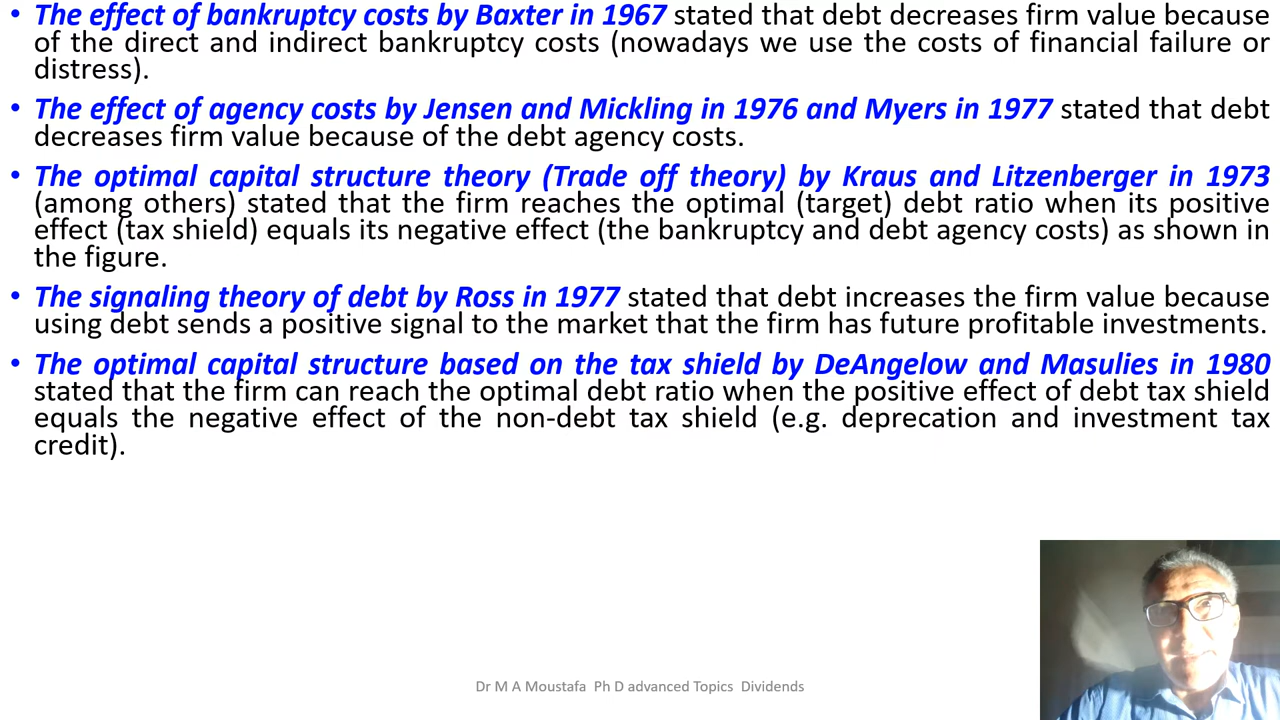 • The effect of bankruptcy costs by Baxter in 1967 stated that debt decreases firm value because
of the direct and indirect bankruptcy costs (nowadays we use the costs of financial failure or
distress).
• The effect of agency costs by Jensen and Mickling in 1976 and Myers in 1977 stated that debt
decreases firm value because of the debt agency costs.
• The optimal capital structure theory (Trade off theory) by Kraus and Litzenberger in 1973
(among others) stated that the firm reaches the optimal (target) debt ratio when its positive
effect (tax shield) equals its negative effect (the bankruptcy and debt agency costs) as shown in
the figure.
• The signaling theory of debt by Ross in 1977 stated that debt increases the firm value because
using debt sends a positive signal to the market that the firm has future profitable investments.
• The optimal capital structure based on the tax shield by DeAngelow and Masulies in 1980
stated that the firm can reach the optimal debt ratio when the positive effect of debt tax shield
equals the negative effect of the non-debt tax shield (e.g. deprecation and investment tax
credit).
Dr M A Moustafa Ph D advanced Topics Dividends